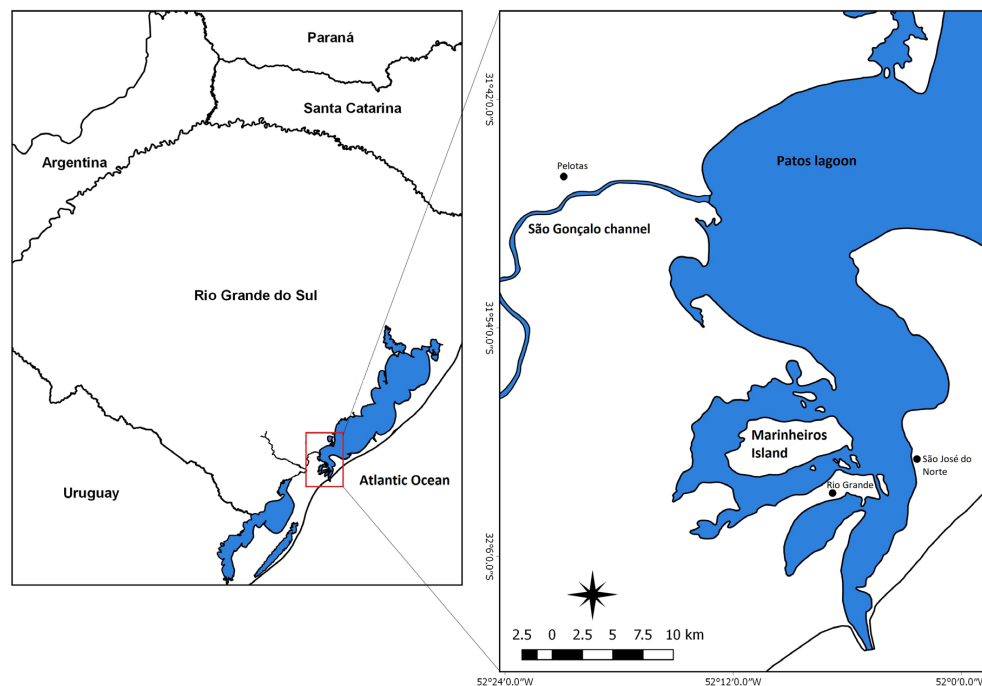 Paraná
Santa Catarina
Argentina
Rio Grande do Sul
Uruguay
Atlantic Ocean
31°42'0.0"S
Patos lagoon
Pelotas
São Gonçalo channel
31°54'0.0"S
Marinheiros
Island
São José do
Norte
Rio Grande
32°6'0.0"S
2.5 0 2.5 5 7.5 10 km
52°24'0.0"W 52°12'0.0"W 52°0'0.0"W